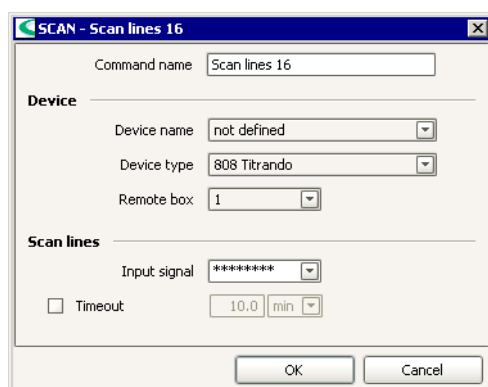 SCAN - Scan lines 16
Command name Scan lines 16
Device
Device name not defined
Device type 808 Titrando
Remote box 1
Scan lines
Input signal ********
Timeout 10.0 min
OK Cancel